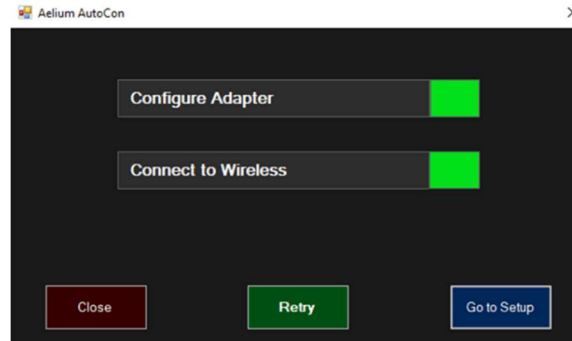 Aelium AutoCon
Configure Adapter
Connect to Wireless
Close
Retry
Go to Setup